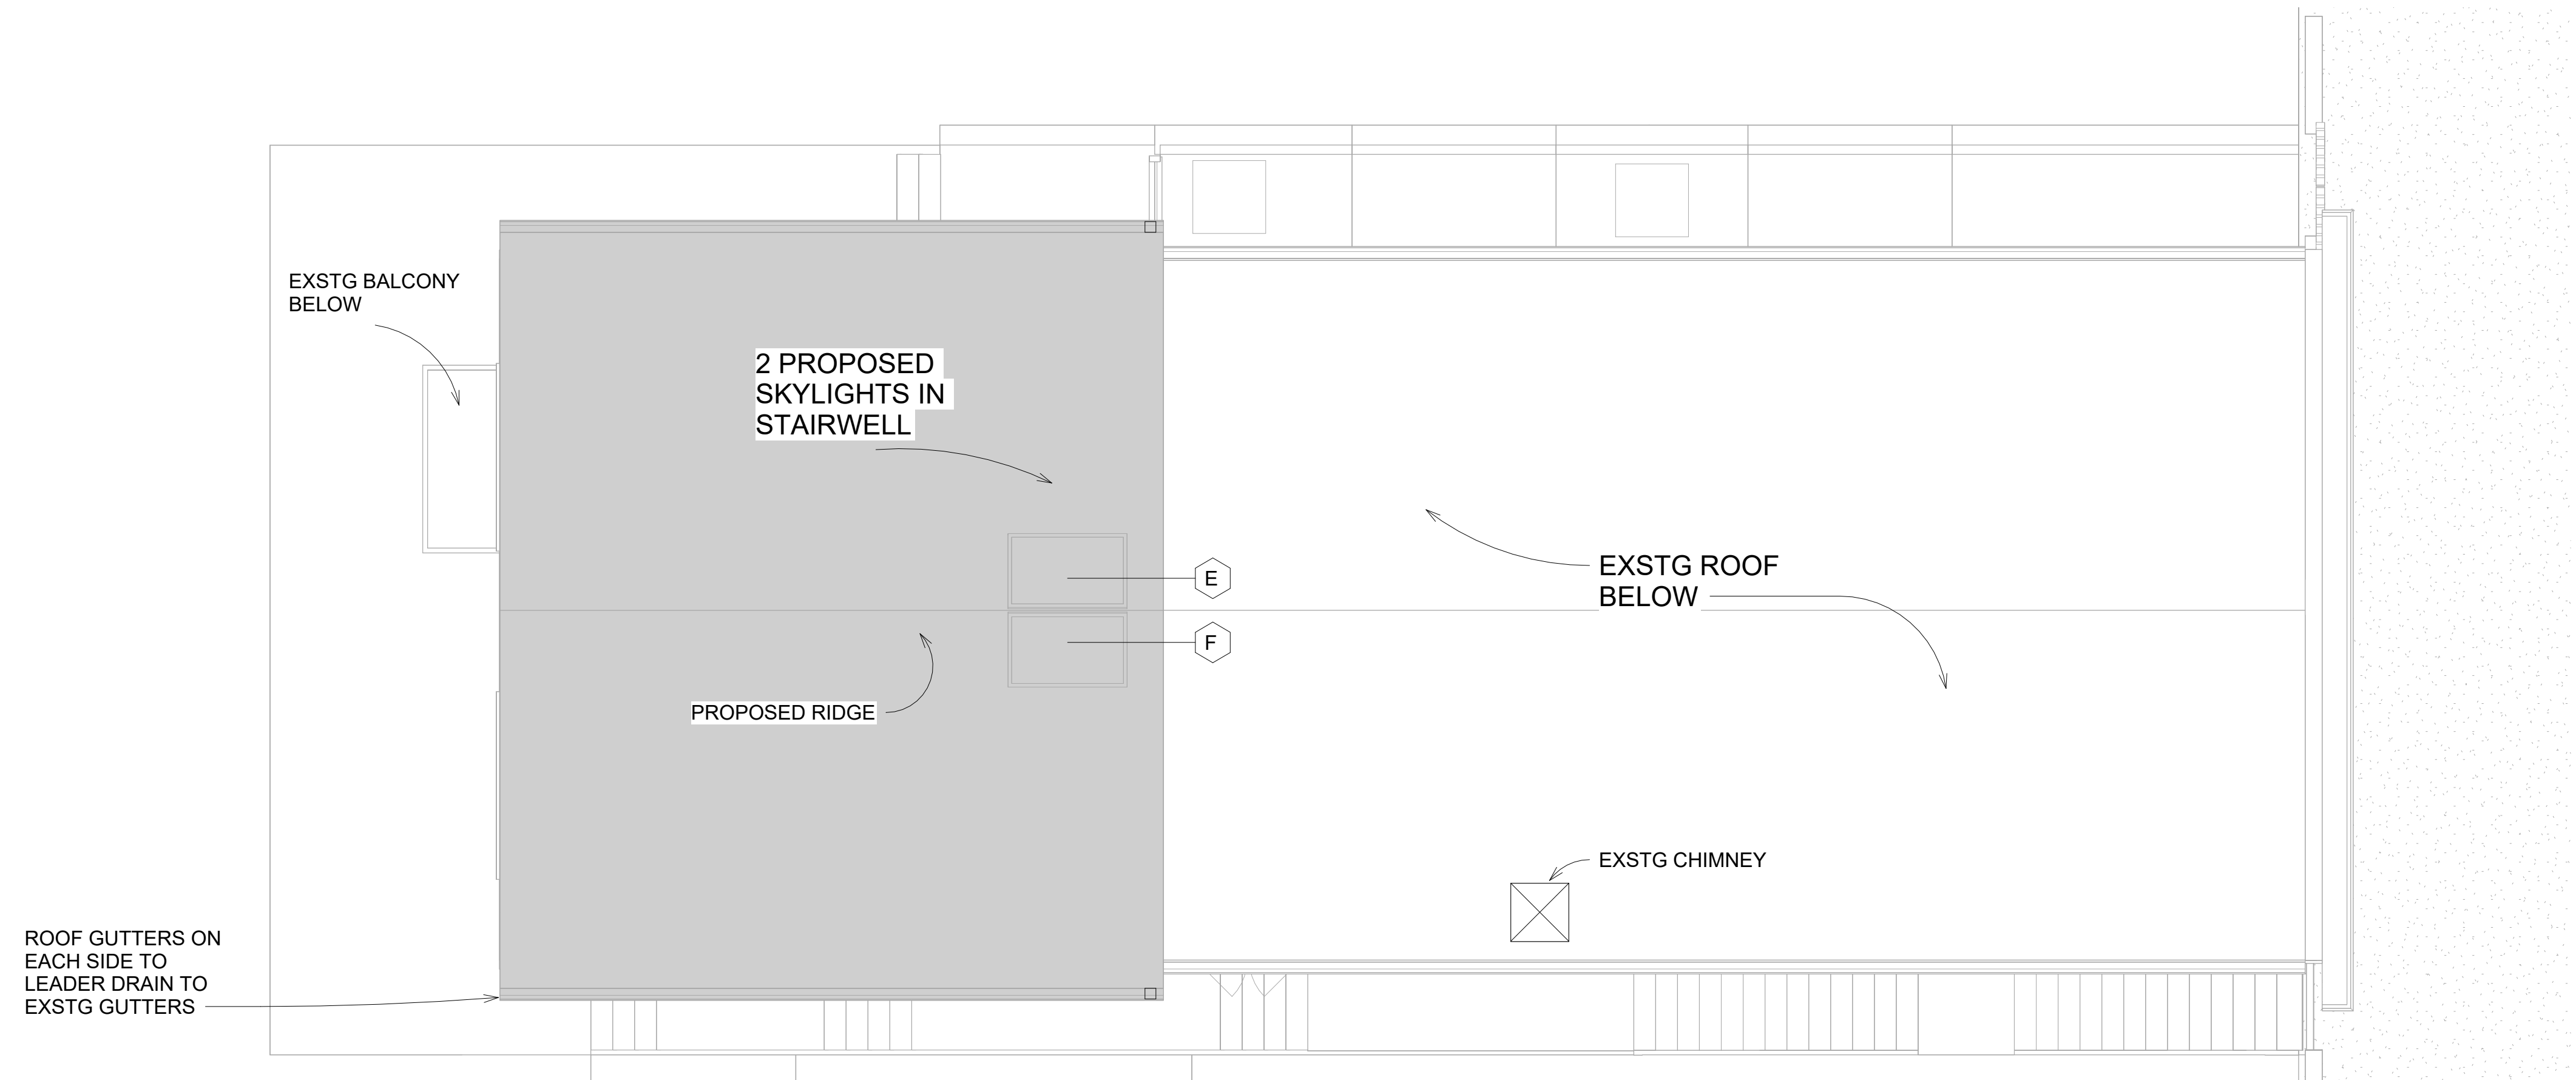 EXSTG BALCONY
BELOW
2 PROPOSED
SKYLIGHTS IN
STAIRWELL
E
EXSTG ROOF
BELOW
F
PROPOSED RIDGE
EXSTG CHIMNEY
ROOF GUTTERS ON
EACH SIDE TO
LEADER DRAIN TO
EXSTG GUTTERS